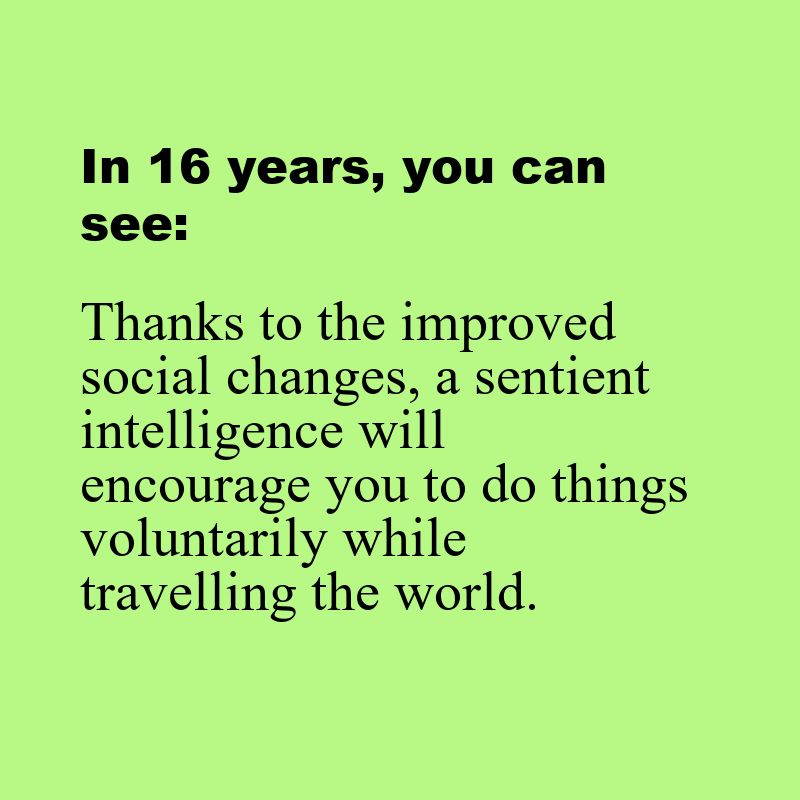 In 16 years, you can
see:
Thanks to the improved
social changes, a sentient
intelligence will
encourage you to do things
voluntarily while
travelling the world.